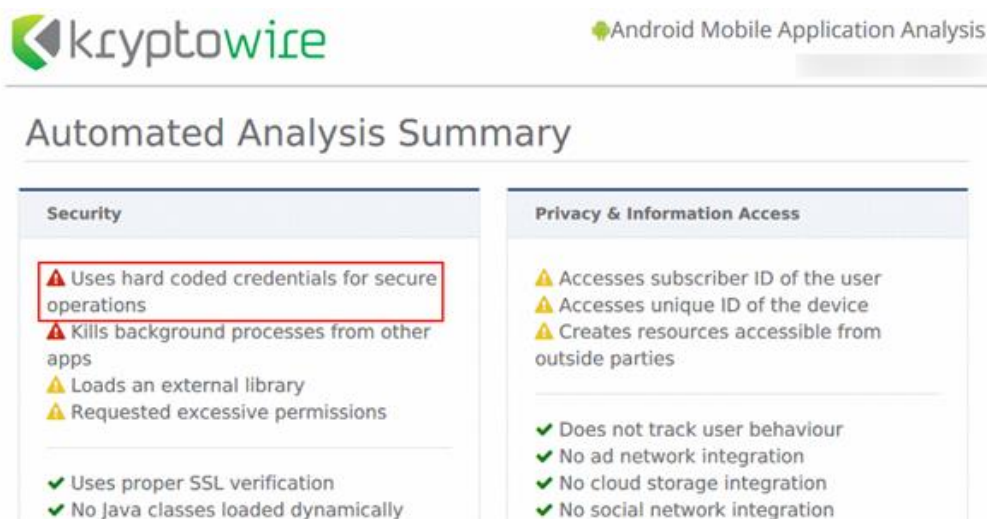 kryptowire
Android Mobile Application Analysis
Automated Analysis Summary
Security
Uses hard coded credentials for secure
operations
Kills background processes from other
apps
Loads an external library
Requested excessive permissions
Uses proper SSL verification
No Java classes loaded dynamically
Privacy & Information Access
Accesses subscriber ID of the user
Accesses unique ID of the device
Creates resources accessible from
outside parties
Does not track user behaviour
No ad network integration
No cloud storage integration
No social network integration